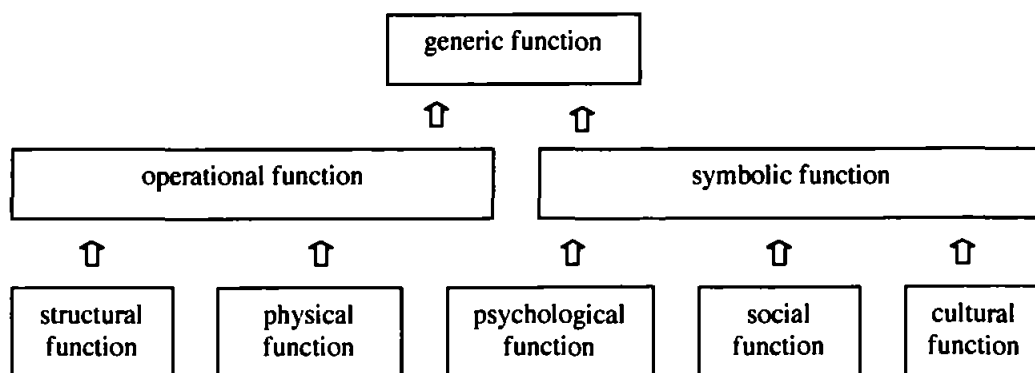 generic function
operational function
symbolic function
structural
function
physical
function
psychological
function
social
function
cultural
function